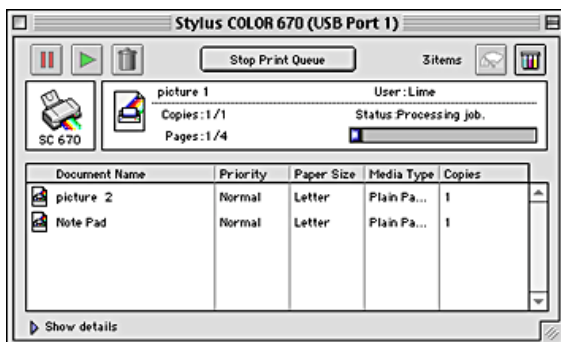 Stylus COLOR 670 (USB Port 1)
Stop Print Queue 3items
picture 1 User:Lime
Copies:1/1 Status:Processing job.
SC 670 Pages:1/4
Document Name Priority Paper Size Media Type Copies
picture 2 Normal Letter Plain Pa... 1
Note Pad Normal Letter Plain Pa... 1
Show details